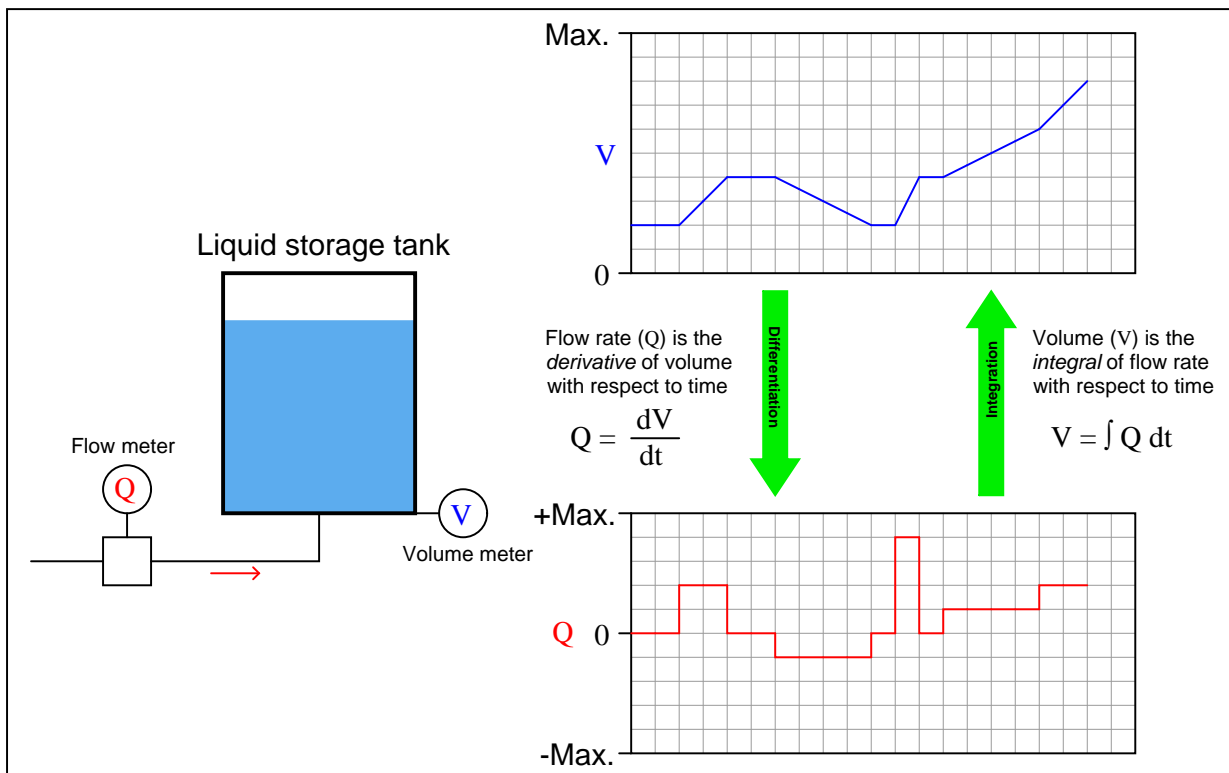 Liquid storage tank
Flow meter
Q
V
Volume meter
Max.
V
0
Flow rate (Q) is the
derivative of volume
with respect to time
Q = dV/dt
Differentiation
Integration
Volume (V) is the
integral of flow rate
with respect to time
V = ∫ Q dt
+Max.
Q 0
-Max.